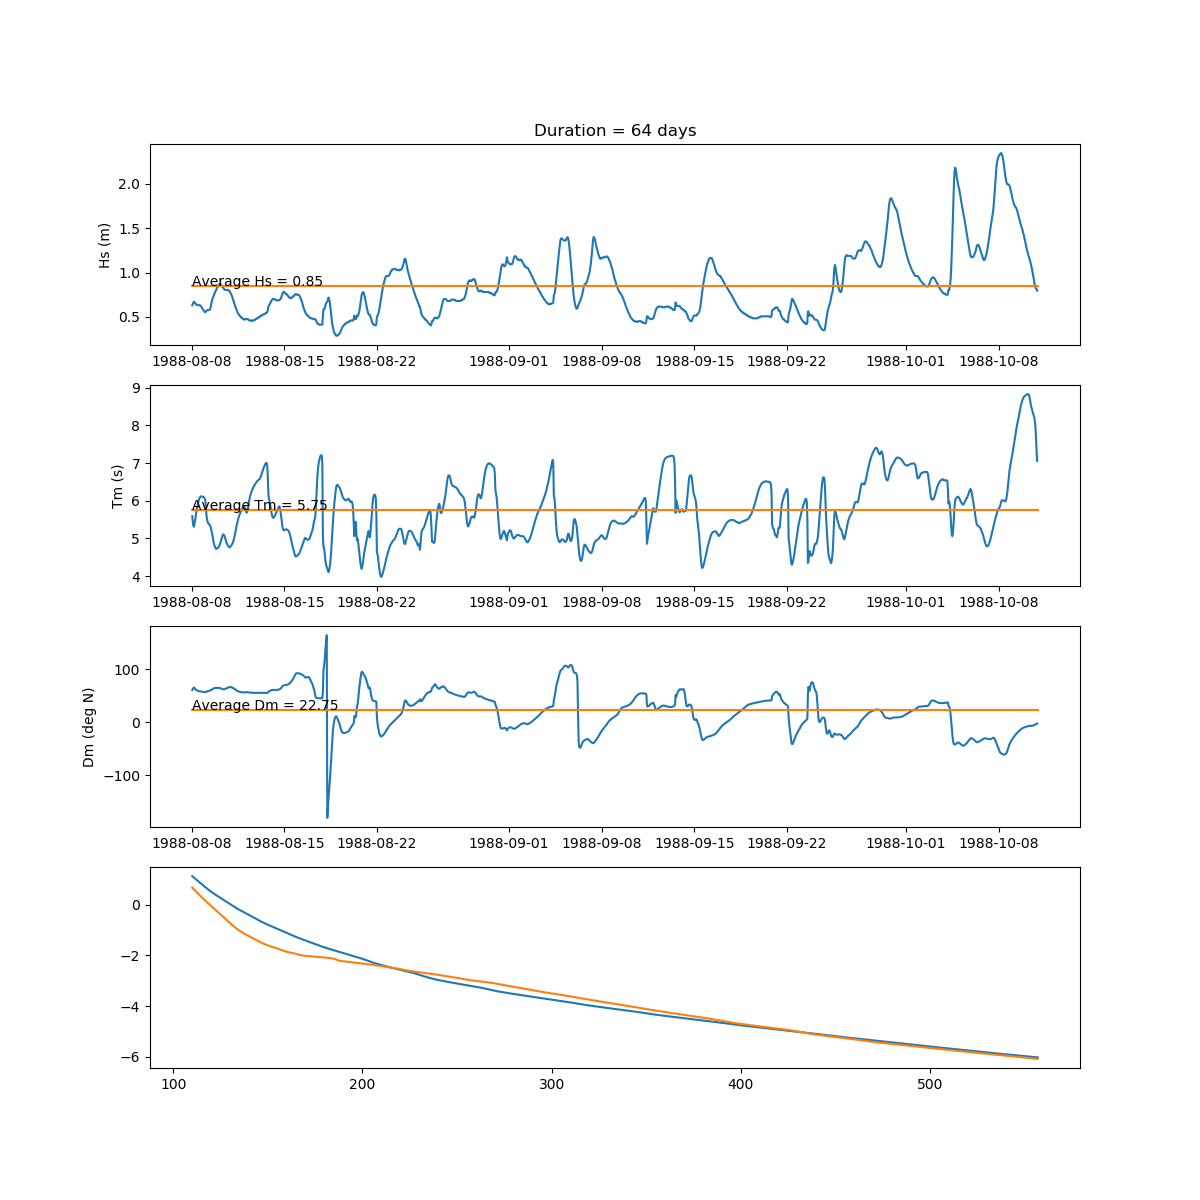 Duration = 64 days
Hs (m)
2.0
1.5
1.0
0.5
Average Hs = 0.85
1988-08-08 1988-08-15 1988-08-22 1988-09-01 1988-09-08 1988-09-15 1988-09-22 1988-10-01 1988-10-08
Tm (s)
9
8
7
6
5
4
Average Tm = 5.75
1988-08-08 1988-08-15 1988-08-22 1988-09-01 1988-09-08 1988-09-15 1988-09-22 1988-10-01 1988-10-08
Dm (deg N)
100
0
−100
Average Dm = 22.75
1988-08-08 1988-08-15 1988-08-22 1988-09-01 1988-09-08 1988-09-15 1988-09-22 1988-10-01 1988-10-08
0
−2
−4
−6
100 200 300 400 500